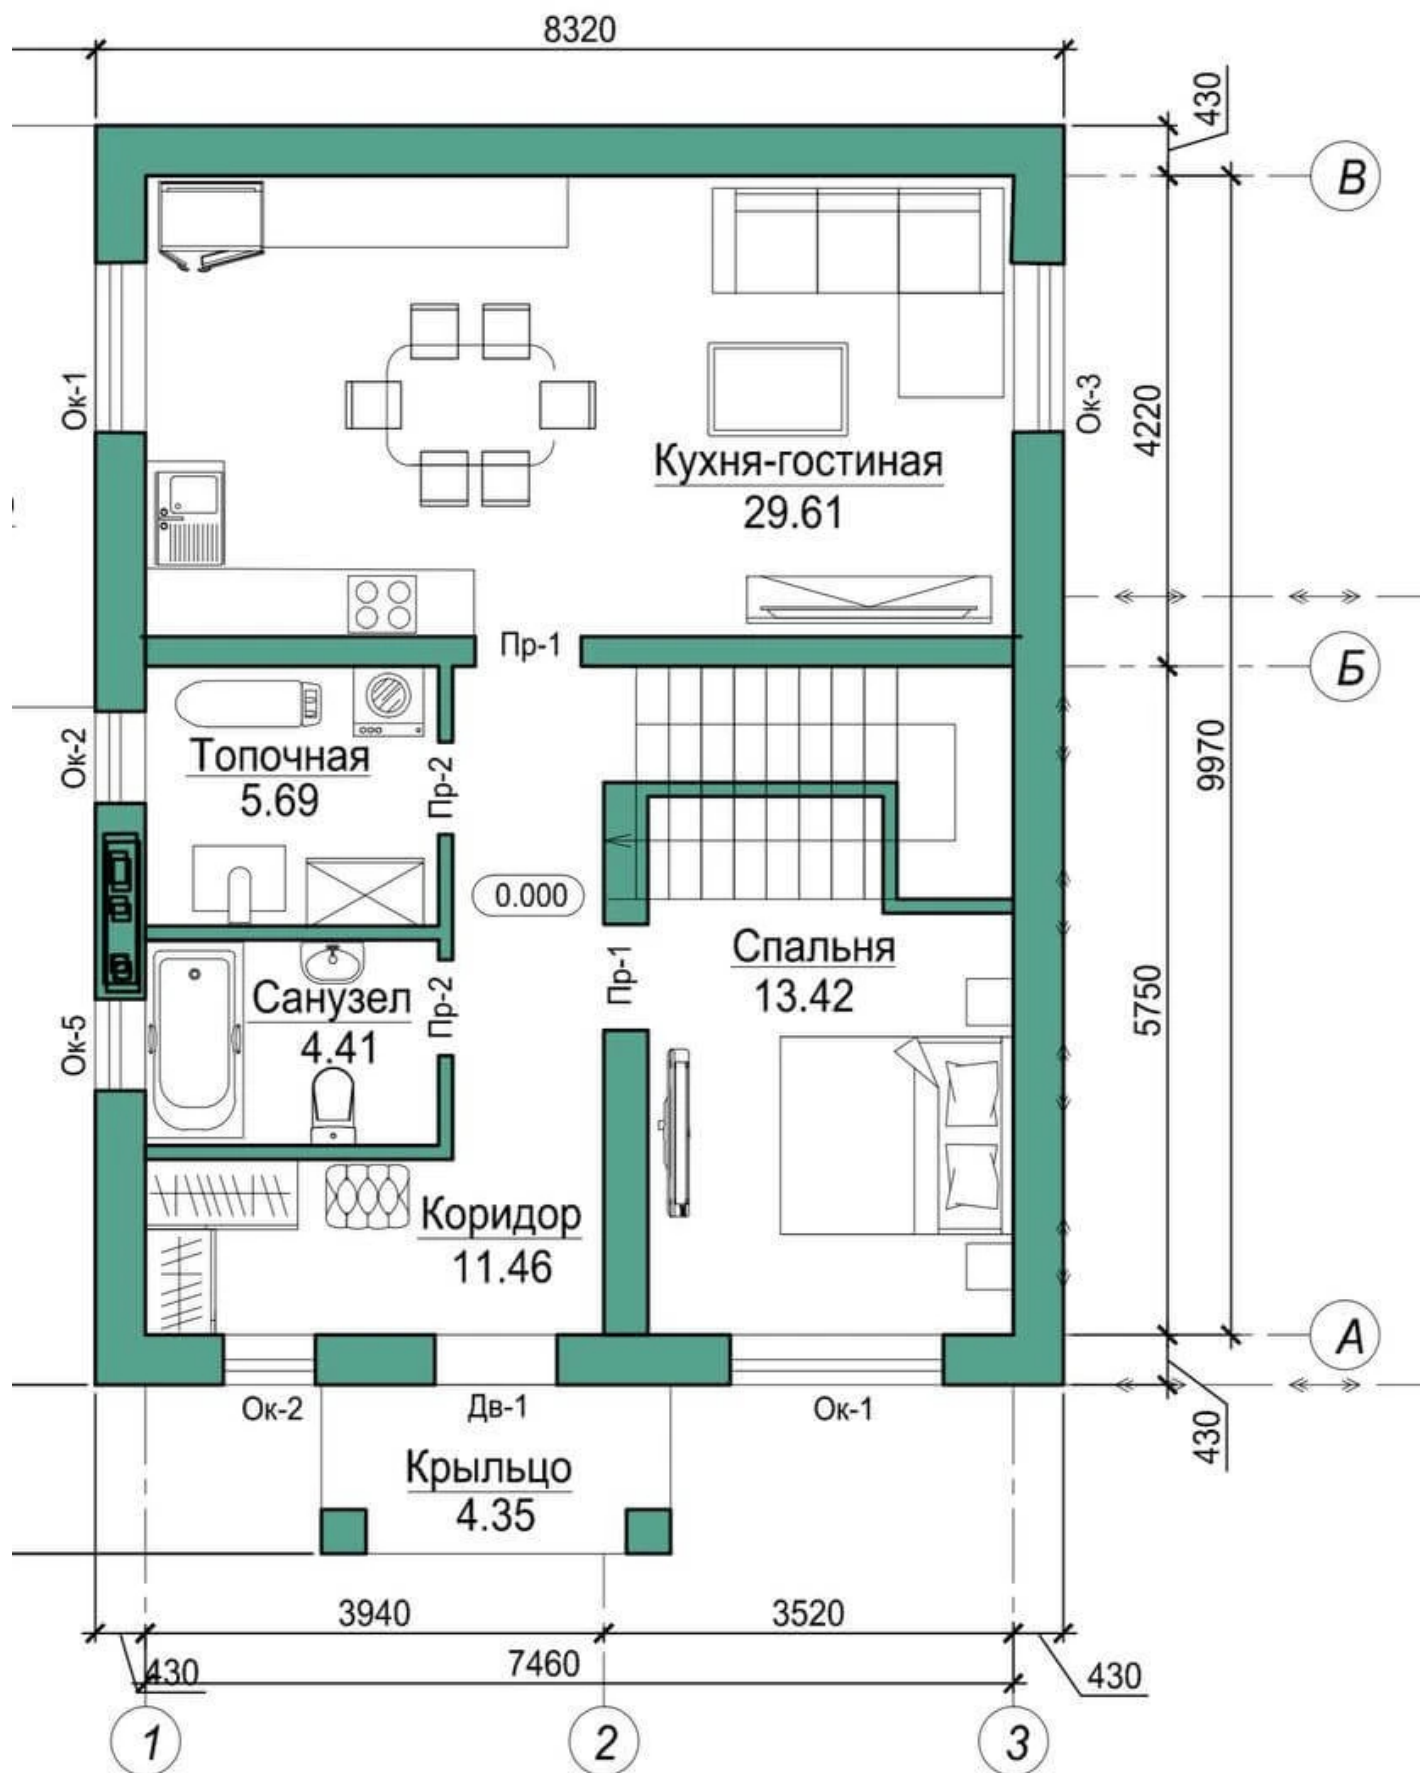 8320
430
В
Ок-1
Ок-3
4220
Кухня-гостиная
29.61
Пр-1
Б
Ок-2
Топочная
5.69
Пр-2
9970
0.000
Спальня
13.42
Пр-1
Санузел
4.41
Пр-2
Ок-5
5750
Коридор
11.46
А
Ок-2
Дв-1
Ок-1
430
Крыльцо
4.35
3940
3520
430
7460
430
1
2
3